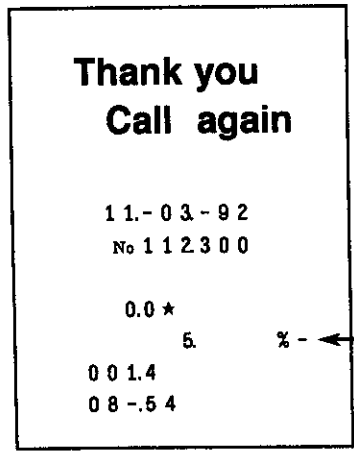 Thank you
Call again
11.-03.-92
No 112300
0.0 ★
5. % -
001.4
08-.54